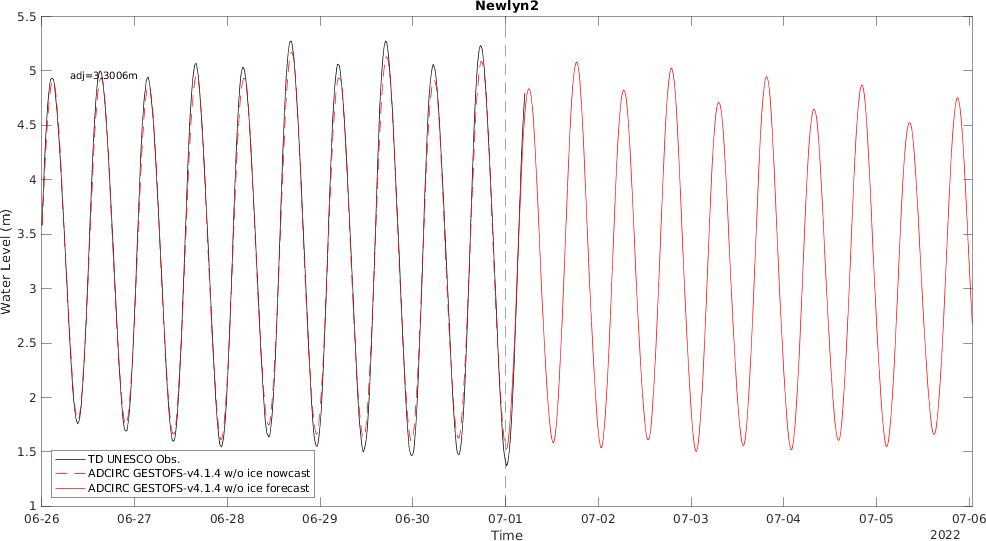 Newlyn2
5.5
5
4.5
4
3.5
3
2.5
2
1.5
1
Water Level (m)
adj=3.3006m
TD UNESCO Obs.
ADCIRC GESTOFS-v4.1.4 w/o ice nowcast
ADCIRC GESTOFS-v4.1.4 w/o ice forecast
06-26 06-27 06-28 06-29 06-30 07-01 07-02 07-03 07-04 07-05 07-06
Time
2022